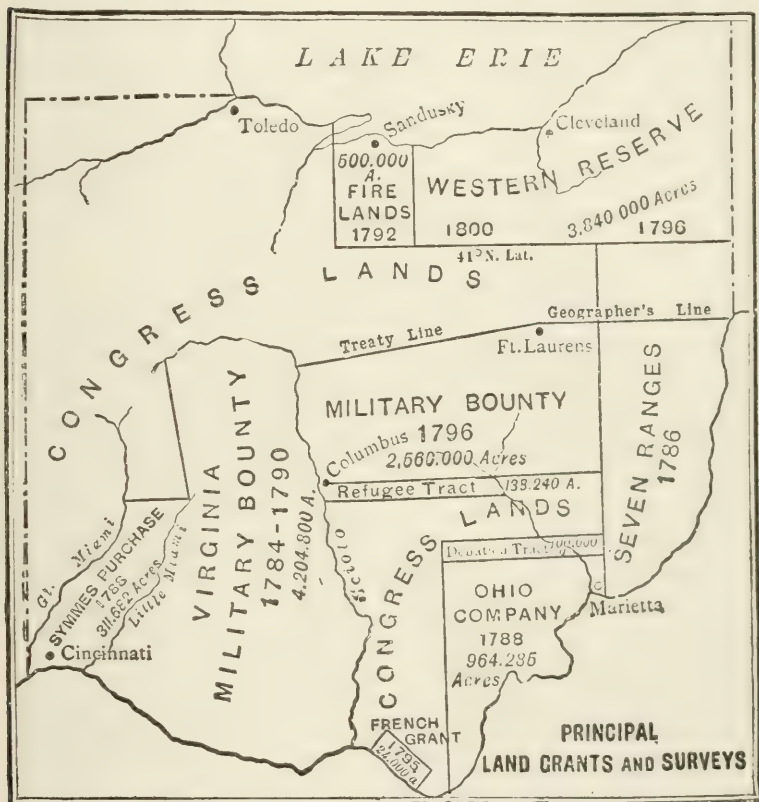 LAKE ERIE
Toledo
Sandusky
Cleveland
500.000
A.
FIRE
LANDS
1792
WESTERN RESERVE
3,840 000 Acres
1800
1796
41° N. Lat.
CONGRESS LANDS
Geographer's Line
Treaty Line
Ft. Laurens
MILITARY BOUNTY
1796
2,560.000 Acres
Columbus
SEVEN RANGES
1786
Refugee Tract
133.240 A.
VIRGINIA
MILITARY BOUNTY
1784-1790
4.204.800 A.
Scioto
Gt. Miami
SYMMES PURCHASE
1786
311.682 Acres
Little Miami
Cincinnati
CONGRESS LANDS
Donation Tract 100,000
OHIO
COMPANY
1788
964.285
Acres
Marietta
FRENCH
GRANT
1795
24.000 a.
PRINCIPAL
LAND GRANTS AND SURVEYS